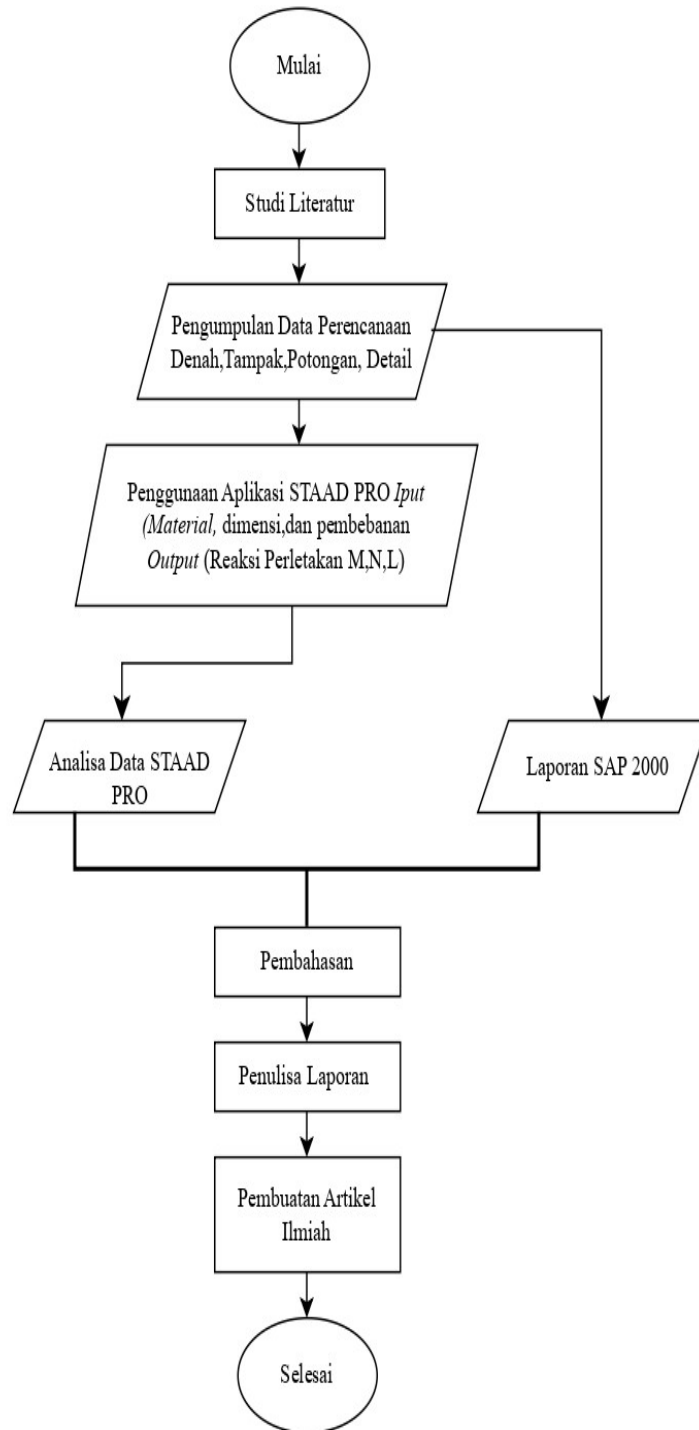 Mulai
Studi Literatur
Pengumpulan Data Perencanaan
Denah,Tampak,Potongan, Detail
Penggunaan Aplikasi STAAD PRO Iput
(Material, dimensi,dan pembebanan
Output (Reaksi Perletakan M,N,L)
Analisa Data STAAD
PRO
Laporan SAP 2000
Pembahasan
Penulisa Laporan
Pembuatan Artikel
Ilmiah
Selesai